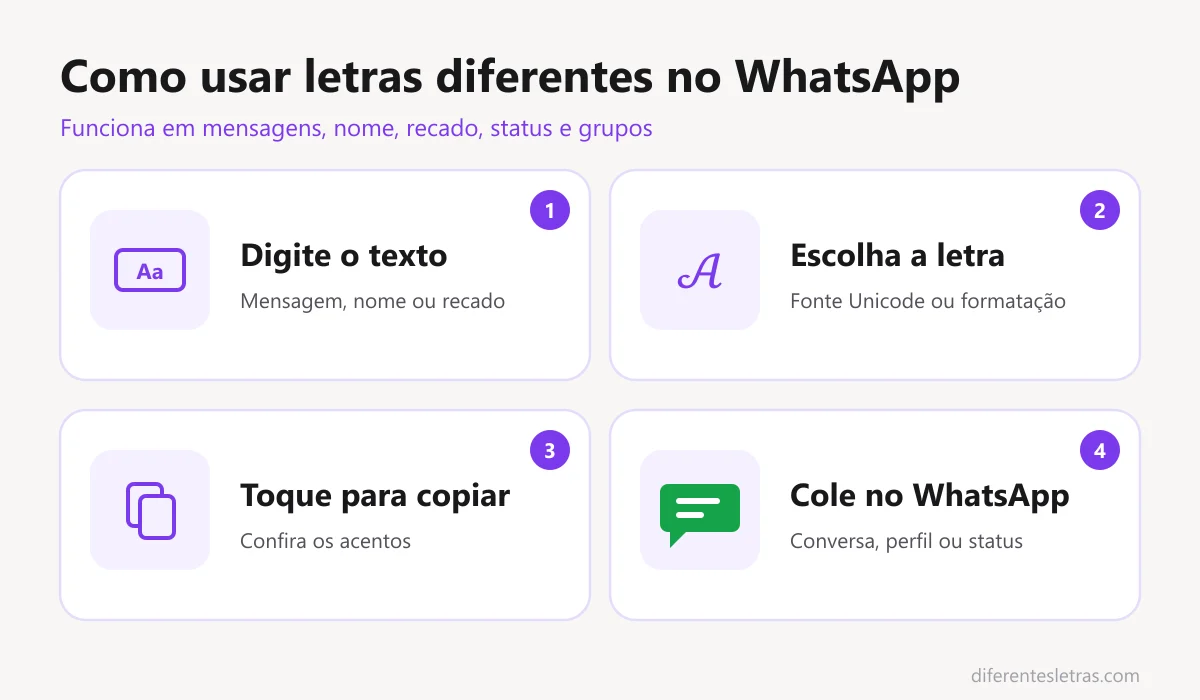 Como usar letras diferentes no WhatsApp
Funciona em mensagens, nome, recado, status e grupos
1
Aa
Digite o texto
Mensagem, nome ou recado
2
𝒜
Escolha a letra
Fonte Unicode ou formatação
3
Toque para copiar
Confira os acentos
4
Cole no WhatsApp
Conversa, perfil ou status
diferentesletras.com